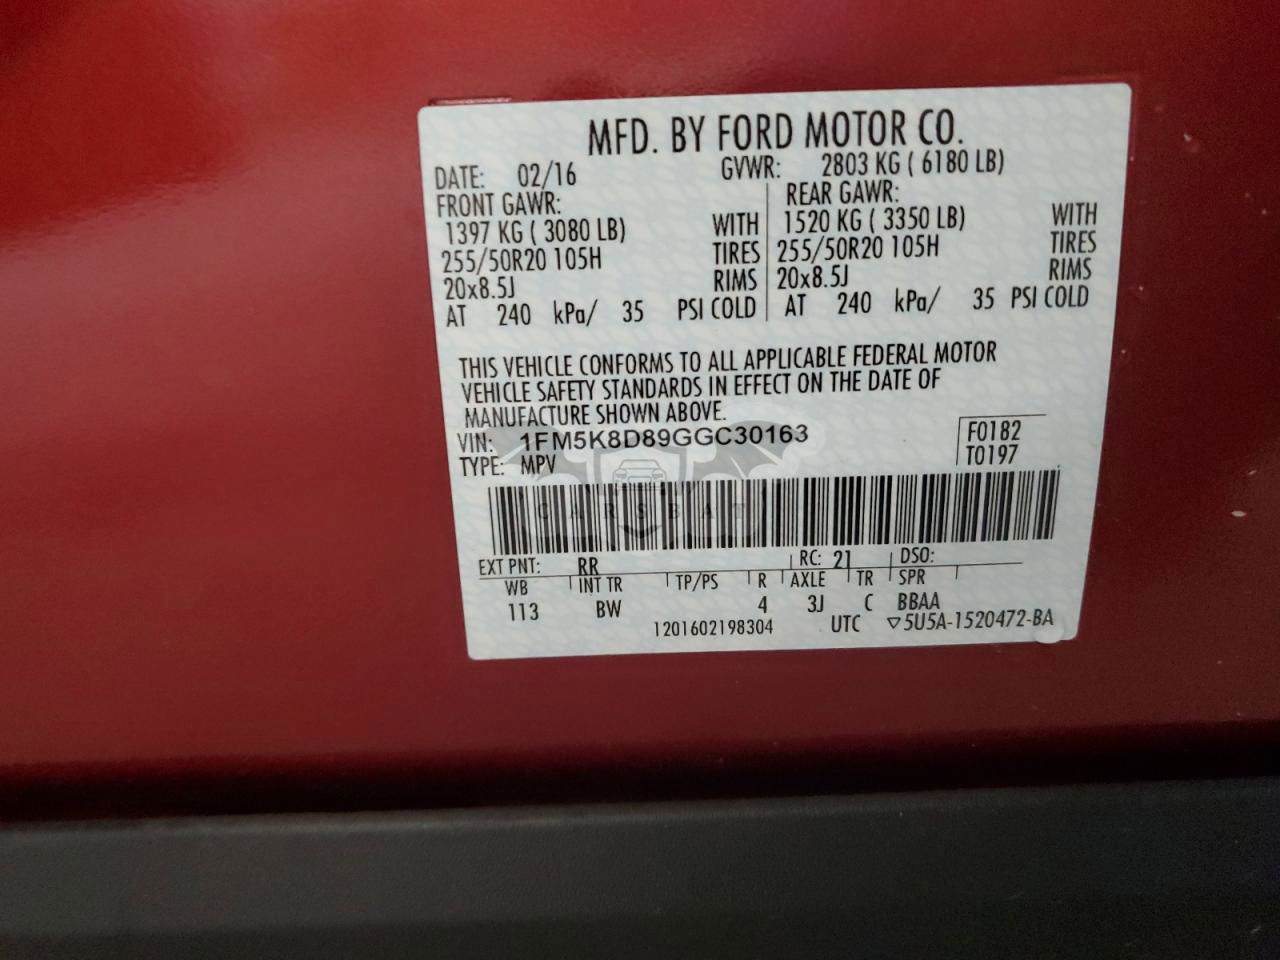 MFD. BY FORD MOTOR CO.
DATE: 02/16 GVWR: 2803 KG ( 6180 LB)
FRONT GAWR: REAR GAWR:
1397 KG ( 3080 LB) WITH 1520 KG ( 3350 LB) WITH
255/50R20 105H TIRES 255/50R20 105H TIRES
20x8.5J RIMS 20x8.5J RIMS
AT 240 kPa/ 35 PSI COLD AT 240 kPa/ 35 PSI COLD
THIS VEHICLE CONFORMS TO ALL APPLICABLE FEDERAL MOTOR
VEHICLE SAFETY STANDARDS IN EFFECT ON THE DATE OF
MANUFACTURE SHOWN ABOVE.
VIN: 1FM5K8D89GGC30163 F0182
TYPE: MPV T0197
CARSBAT
EXT PNT: RR RC: 21 DSO:
WB INT TR TP/PS R AXLE TR SPR
113 BW 4 3J C BBAA
1201602198304 UTC ▽5U5A-1520472-BA